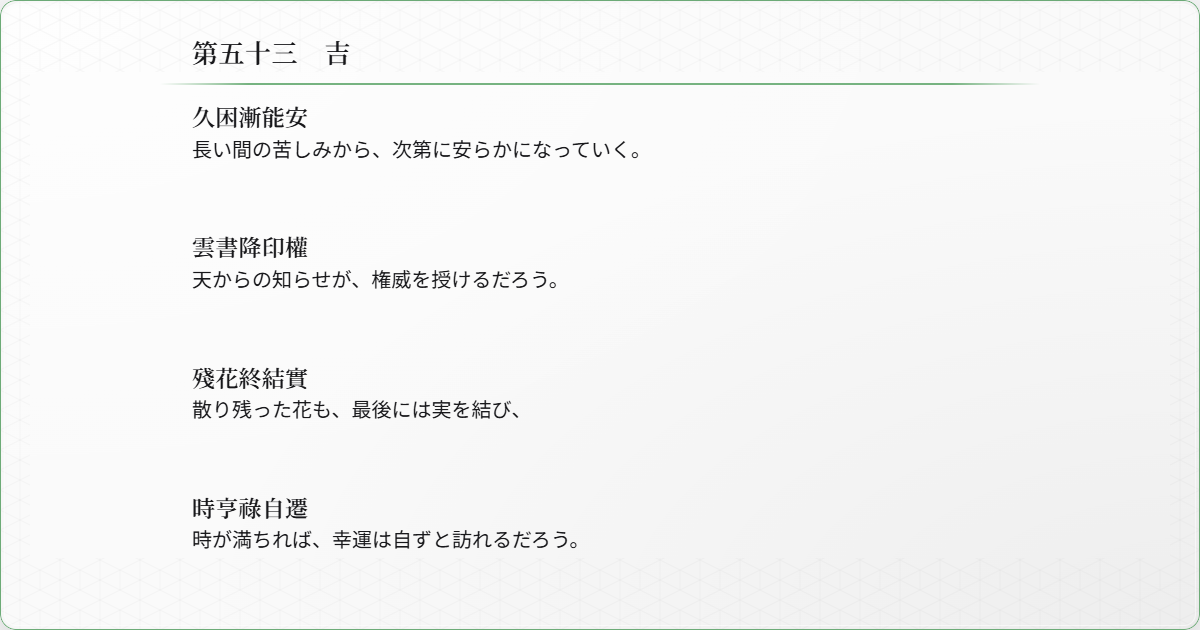 第五十三　吉
久困漸能安
長い間の苦しみから、次第に安らかになっていく。
雲書降印權
天からの知らせが、権威を授けるだろう。
殘花終結實
散り残った花も、最後には実を結び、
時亨祿自遷
時が満ちれば、幸運は自ずと訪れるだろう。